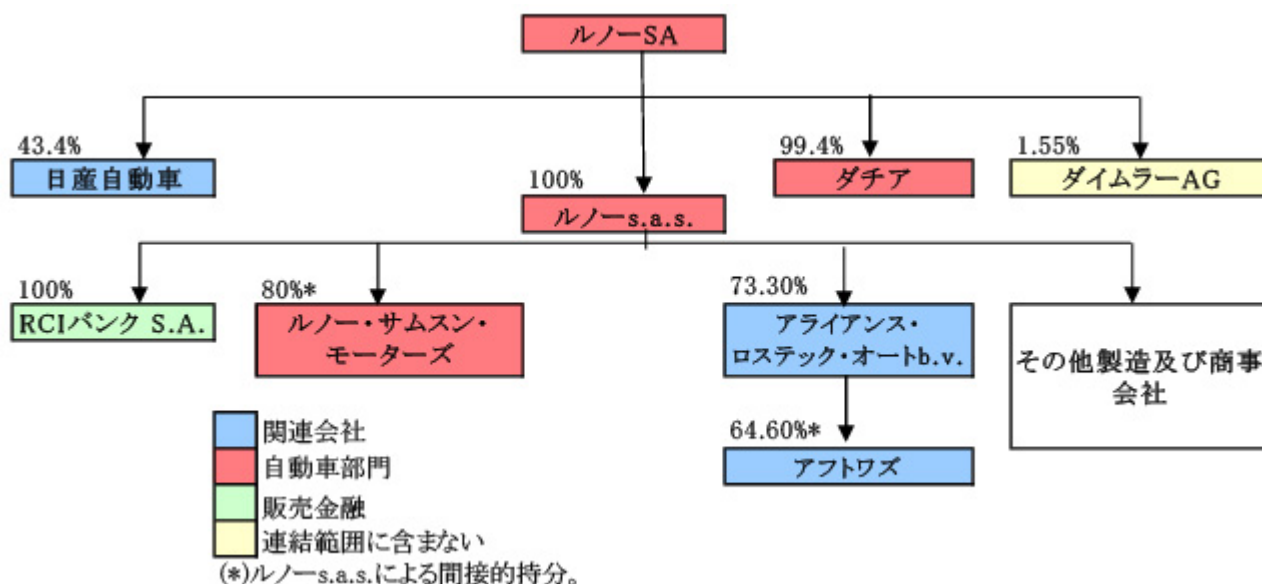 ルノーSA
43.4%
日産自動車
99.4%
ダチア
1.55%
ダイムラーAG
100%
ルノーs.a.s.
100%
RCIバンク S.A.
80%*
ルノー・サムスン・
モーターズ
73.30%
アライアンス・
ロステック・オートb.v.
その他製造及び商事
会社
64.60%*
アフトワズ
関連会社
自動車部門
販売金融
連結範囲に含まない
(*)ルノーs.a.s.による間接的持分。